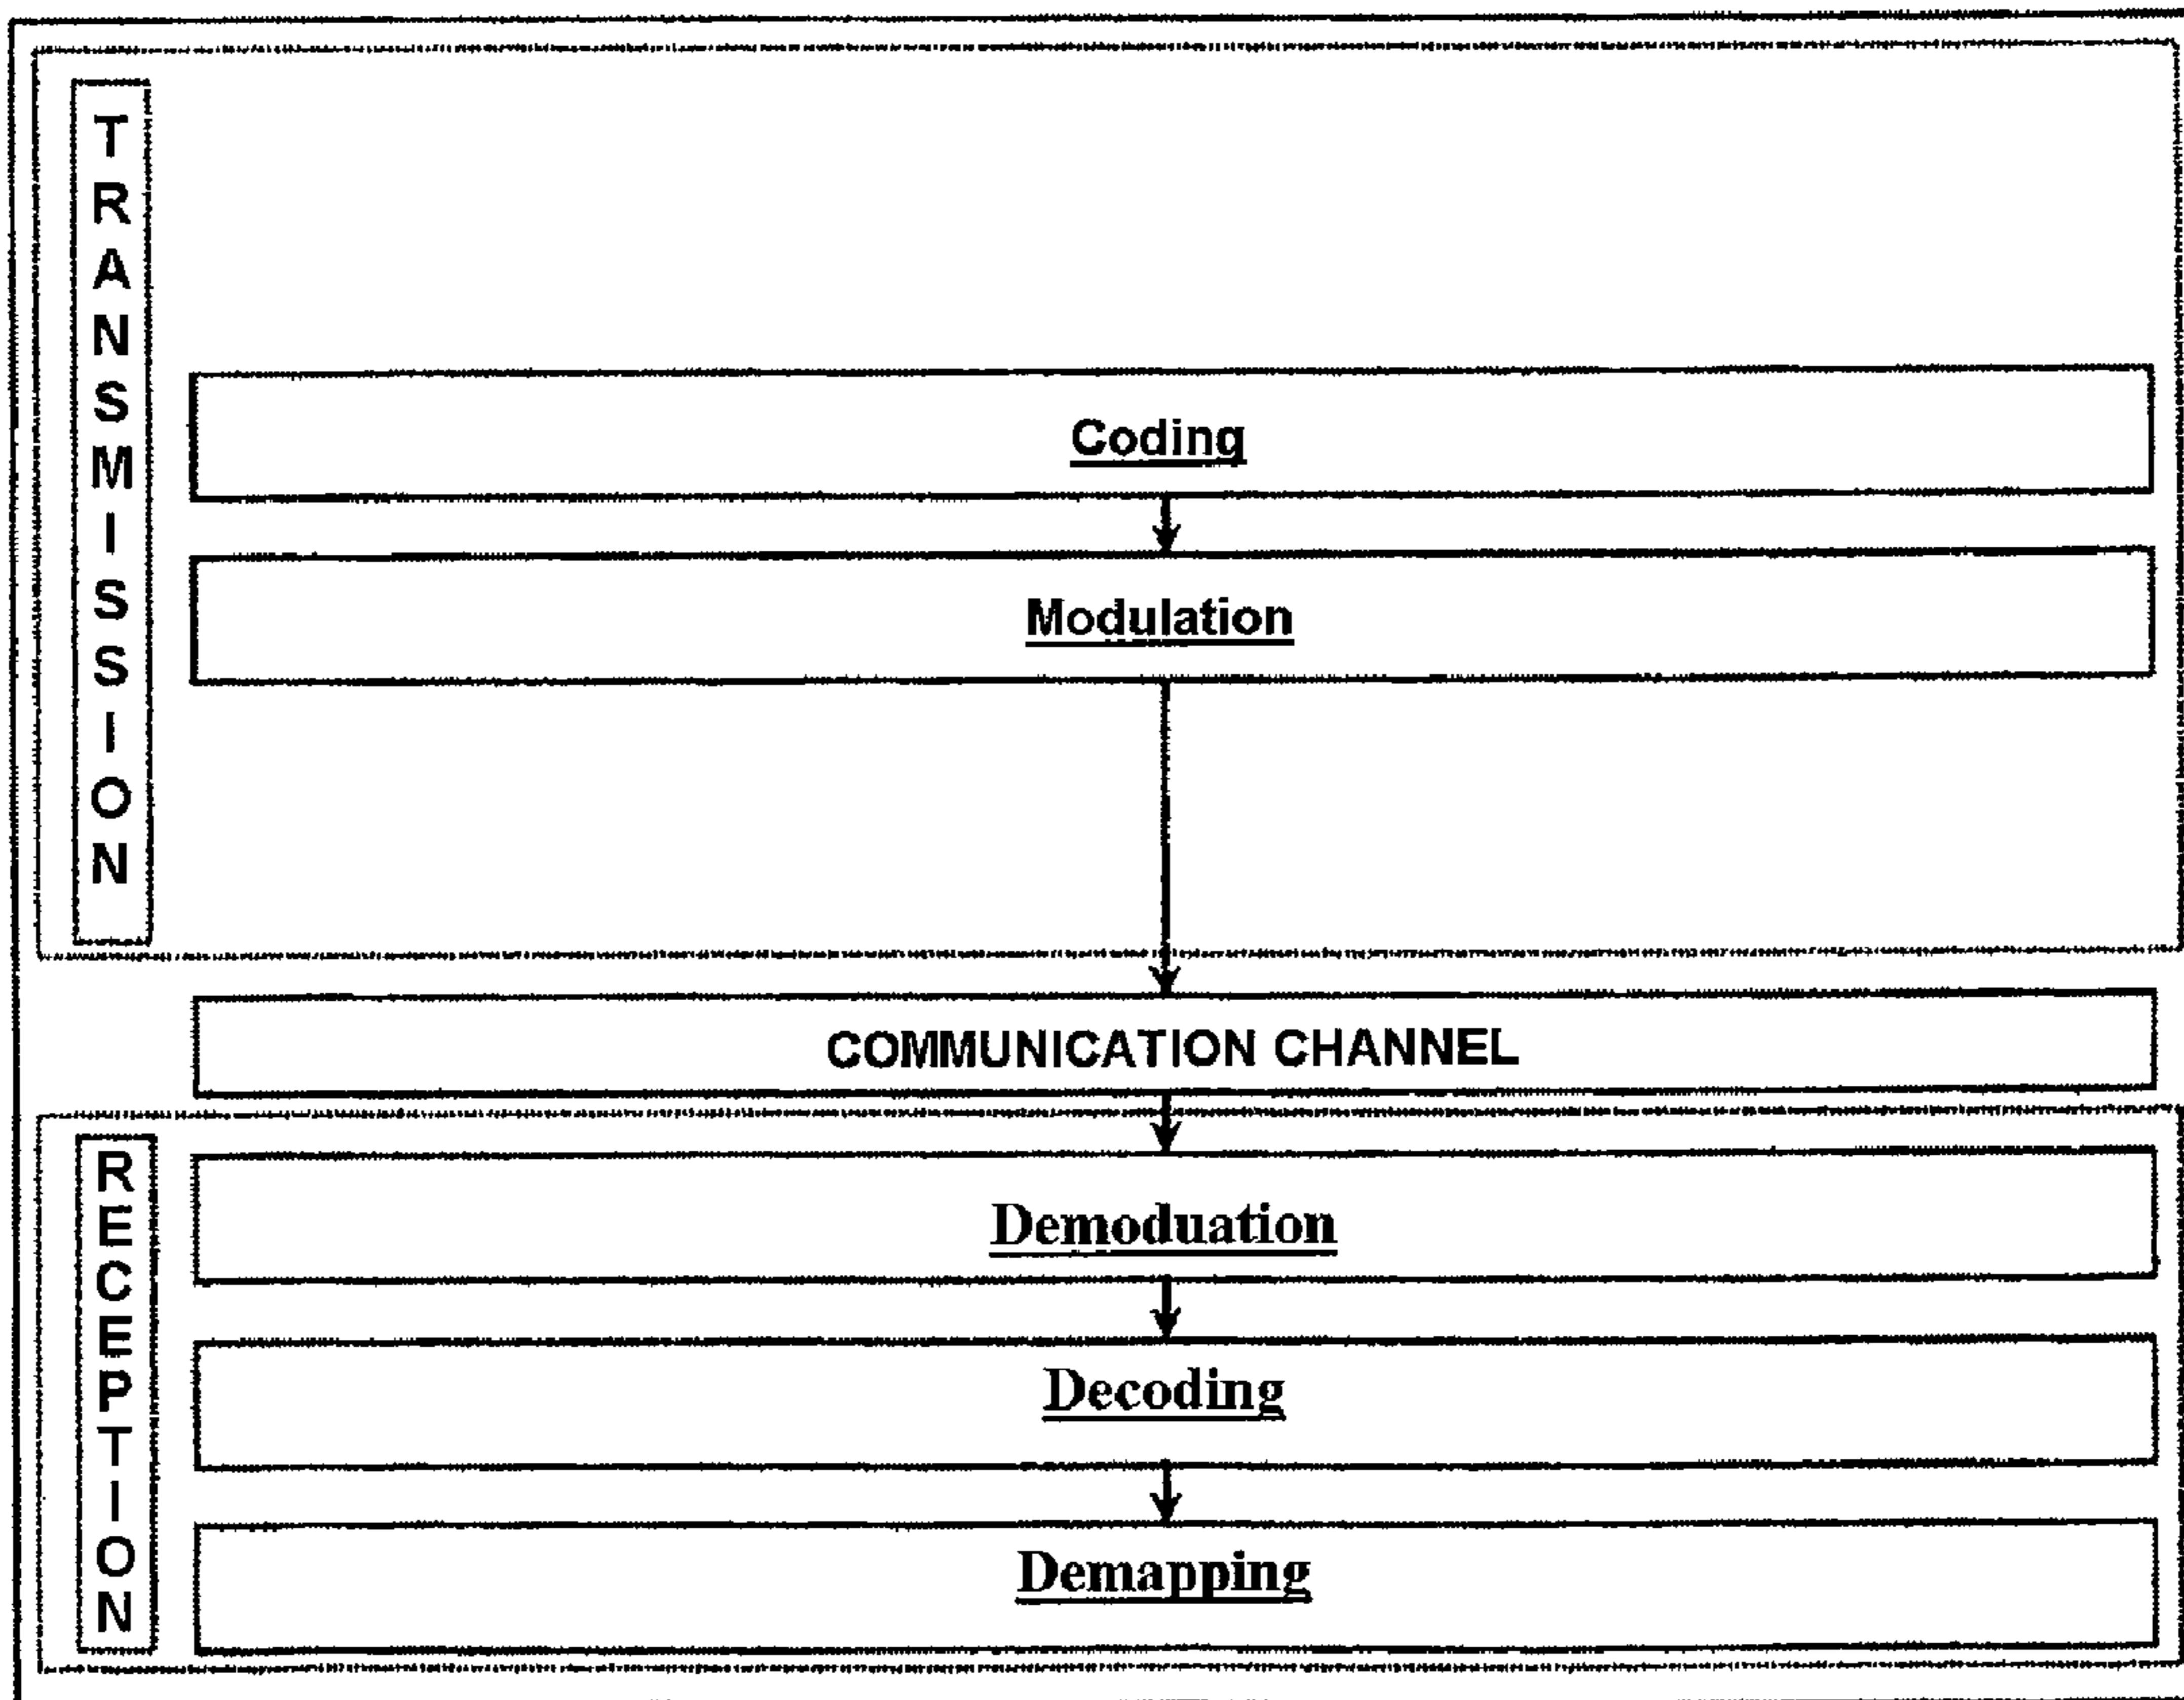 TRANSMISSION
Coding
Modulation
COMMUNICATION CHANNEL
RECEPTION
Demoduation
Decoding
Demapping